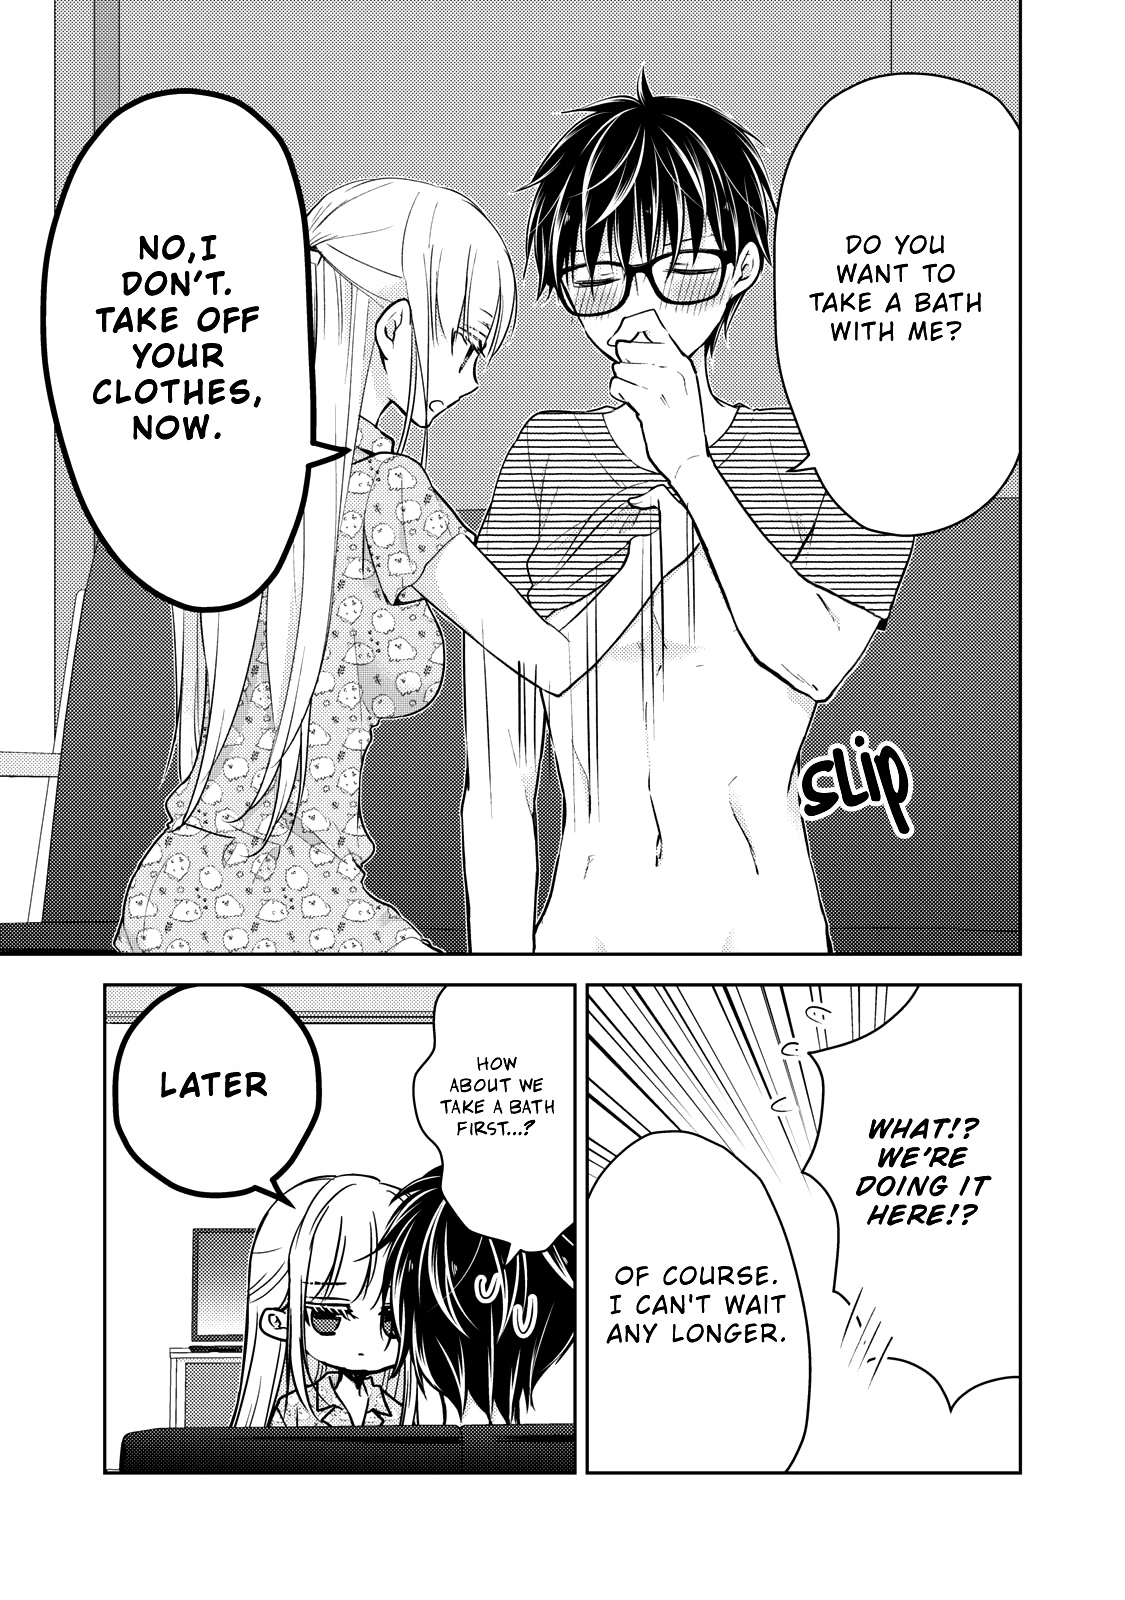 DO YOU
WANT TO
TAKE A BATH
WITH ME?
NO,I
DON'T.
TAKE OFF
YOUR
CLOTHES,
NOW.
SLIP
WHAT!?
WE'RE
DOING IT
HERE!?
OF COURSE.
I CAN'T WAIT
ANY LONGER.
HOW
ABOUT WE
TAKE A BATH
FIRST...?
LATER